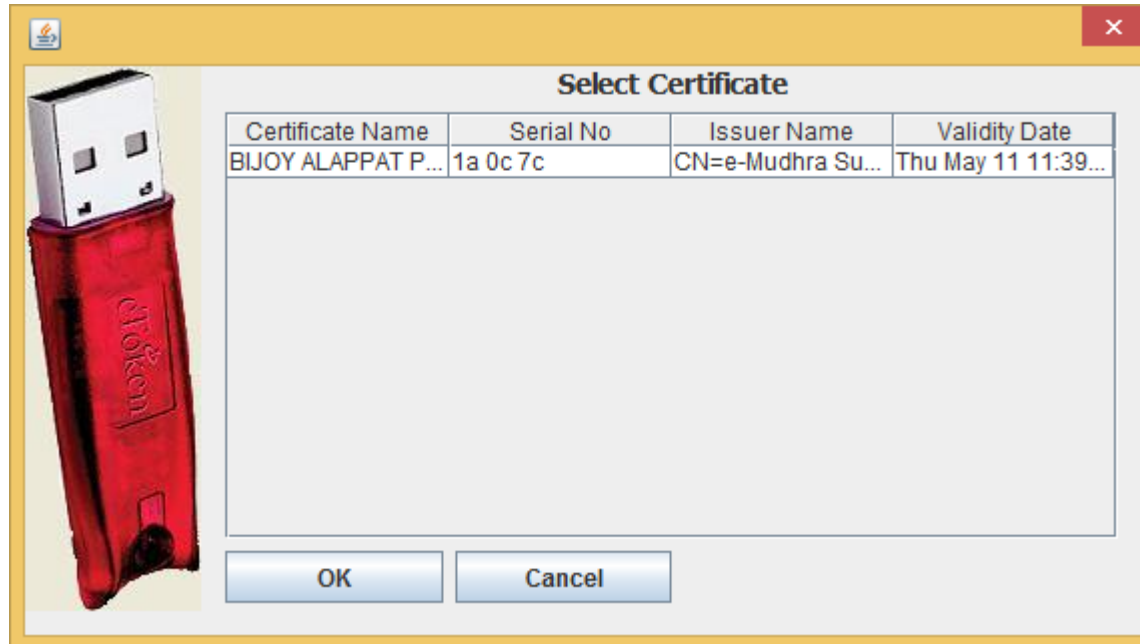 Select Certificate
Certificate Name Serial No Issuer Name Validity Date
BIJOY ALAPPAT P... 1a 0c 7c CN=e-Mudhra Su... Thu May 11 11:39...
eToken
OK Cancel